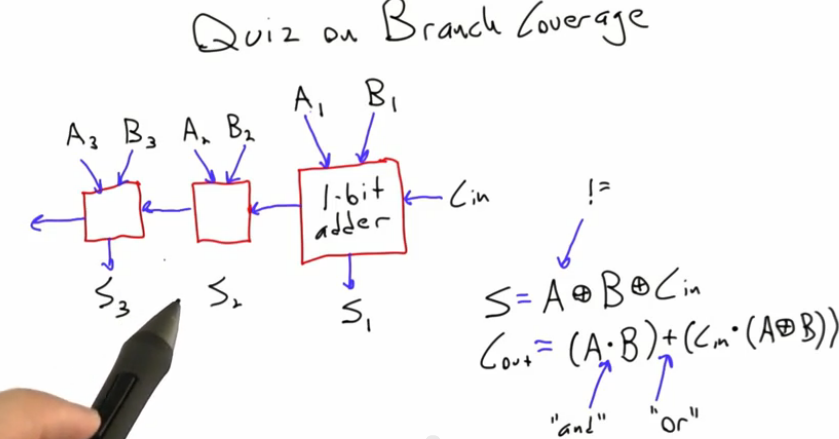 Quiz on Branch Coverage
A₃ B₃ A₂ B₂ A₁ B₁
1-bit
adder
Cin
S₃ S₂ S₁
!=
S = A ⊕ B ⊕ Cin
Cout = (A · B) + (Cin · (A ⊕ B))
"and" "or"